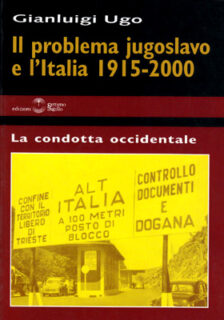 Gianluigi Ugo
Il problema jugoslavo
e l'Italia 1915-2000
edizioni
La condotta occidentale
CONFINE
CON IL
TERRITORIO
LIBERO DI
TRIESTE
ALT
ITALIA
A 100 METRI
POSTO DI
BLOCCO
CONTROLLO
DOCUMENTI
E
DOGANA